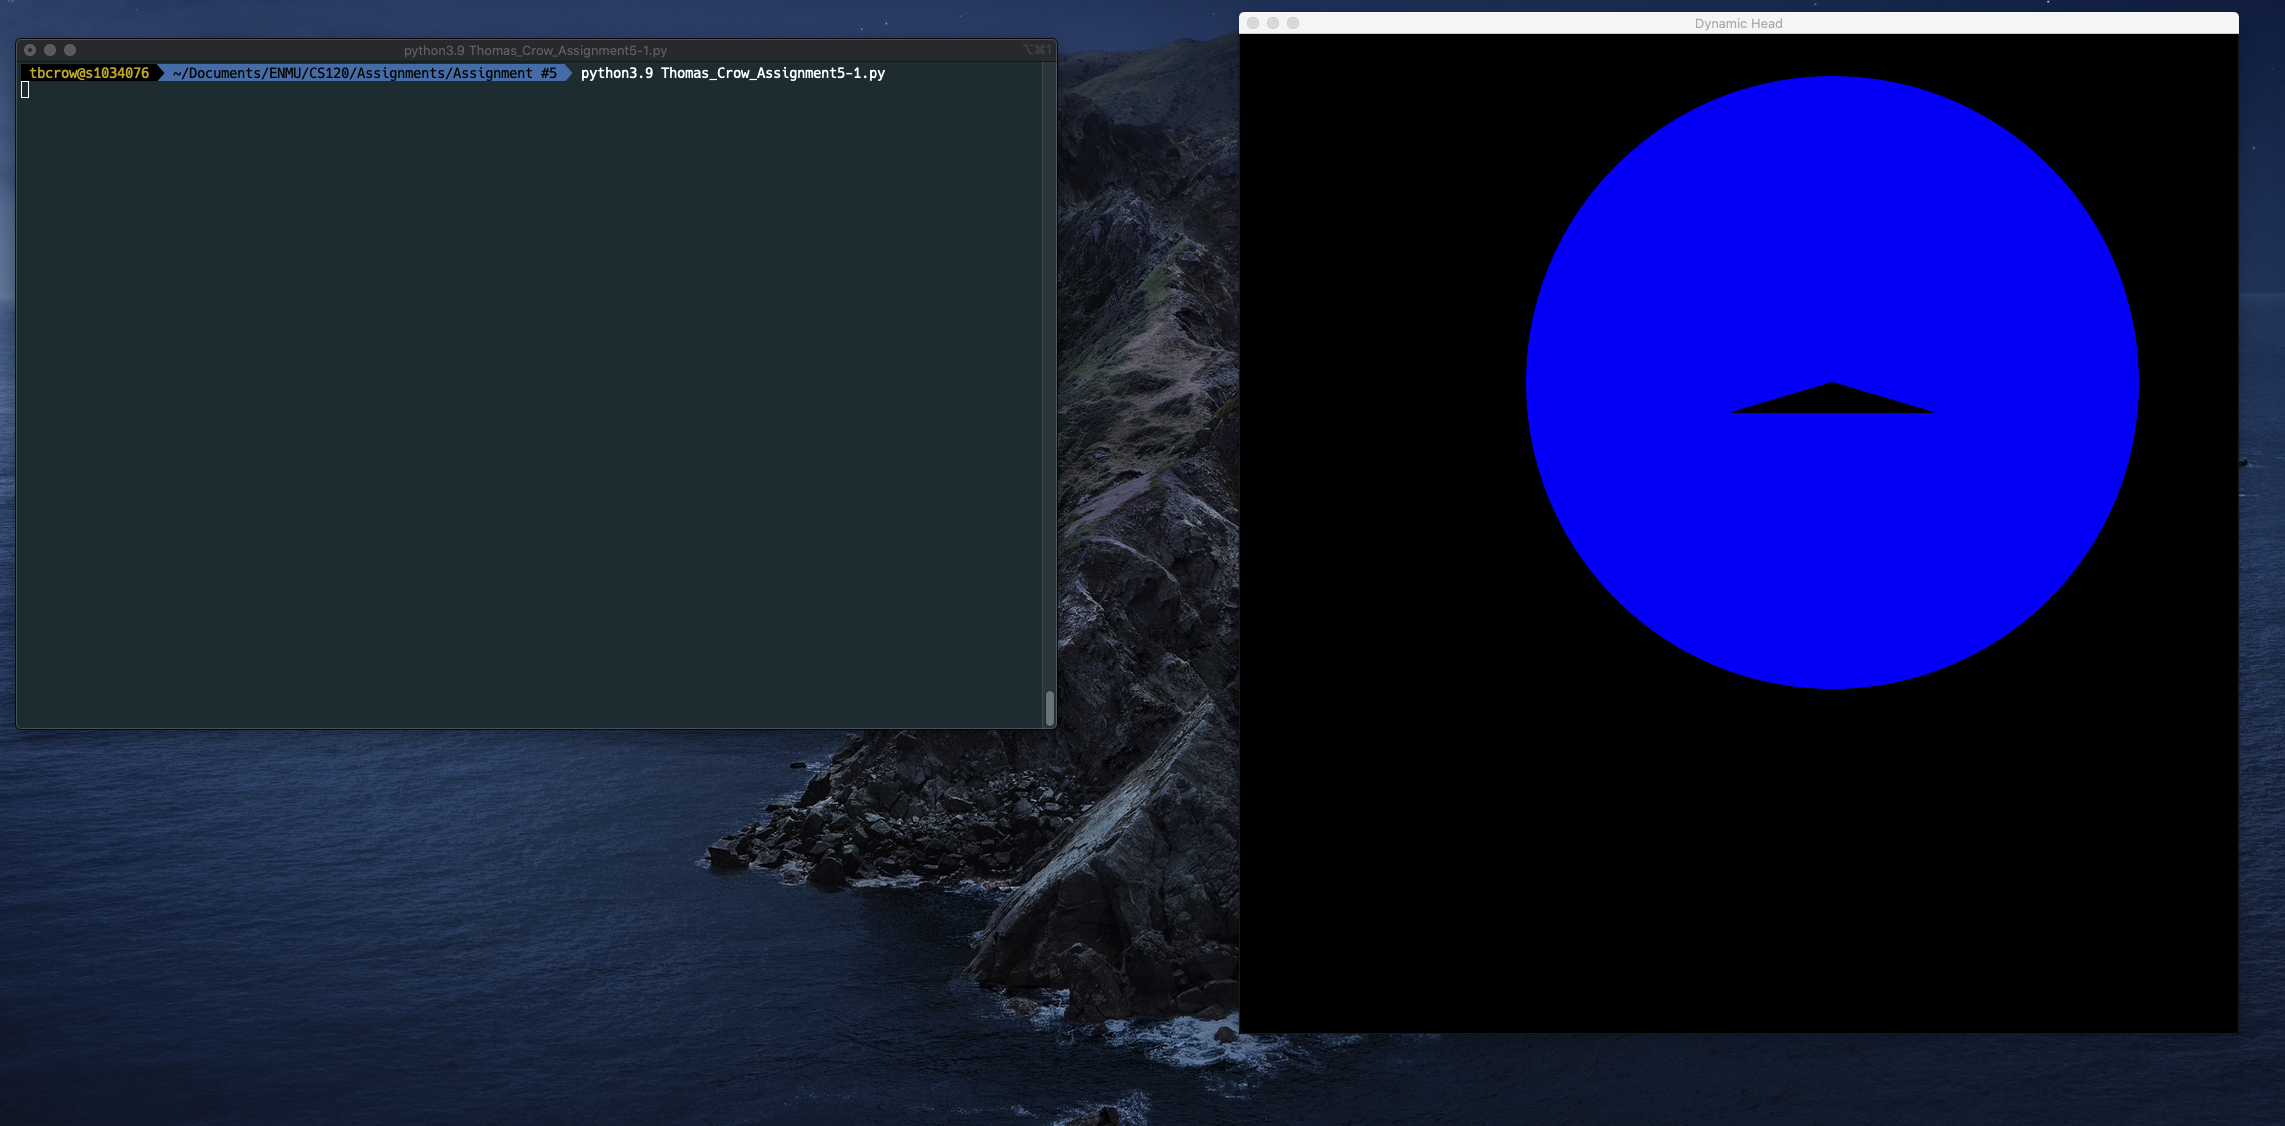 python3.9 Thomas_Crow_Assignment5-1.py
⌥⌘1
tbcrow@s1034076 ~/Documents/ENMU/CS120/Assignments/Assignment #5 python3.9 Thomas_Crow_Assignment5-1.py
Dynamic Head